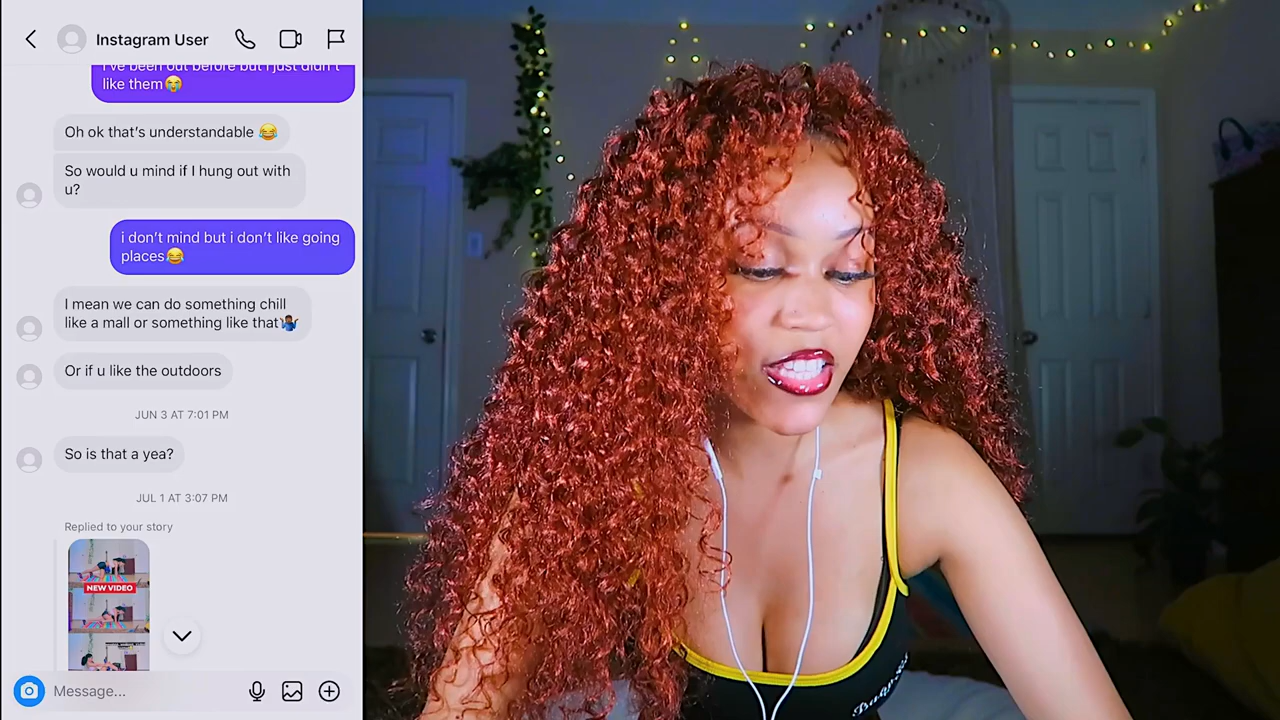 Instagram User
i've been out before but i just didn't
like them😭
Oh ok that's understandable 😂
So would u mind if I hung out with
u?
i don't mind but i don't like going
places😂
I mean we can do something chill
like a mall or something like that🤷🏾‍♂️
Or if u like the outdoors
JUN 3 AT 7:01 PM
So is that a yea?
JUL 1 AT 3:07 PM
Replied to your story
NEW VIDEO
Message...